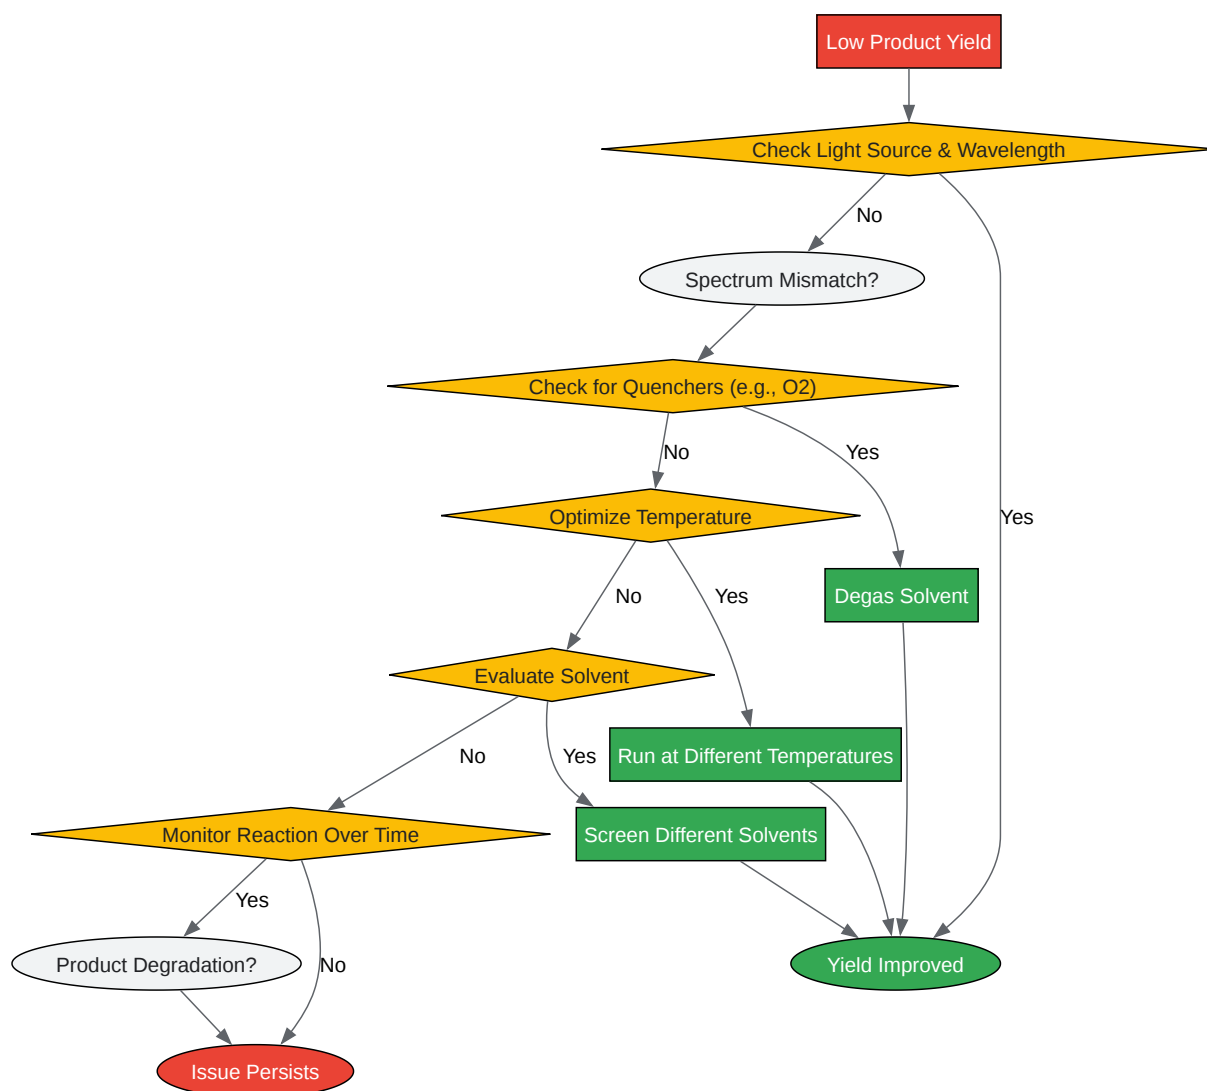 Low Product Yield
Check Light Source & Wavelength
No
Spectrum Mismatch?
Check for Quenchers (e.g., O2)
No
Yes
Optimize Temperature
Yes
No
Yes
Degas Solvent
Evaluate Solvent
No
Yes
Run at Different Temperatures
Monitor Reaction Over Time
Screen Different Solvents
Yes
Product Degradation?
No
Yield Improved
Issue Persists